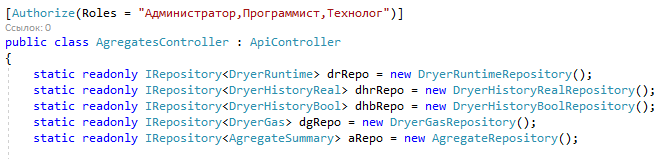 [Authorize(Roles = "Администратор,Программист,Технолог")]
Ссылок: 0
public class AgregatesController : ApiController
{
static readonly IRepository<DryerRuntime> drRepo = new DryerRuntimeRepository();
static readonly IRepository<DryerHistoryReal> dhrRepo = new DryerHistoryRealRepository();
static readonly IRepository<DryerHistoryBool> dhbRepo = new DryerHistoryBoolRepository();
static readonly IRepository<DryerGas> dgRepo = new DryerGasRepository();
static readonly IRepository<AgregateSummary> aRepo = new AgregateRepository();